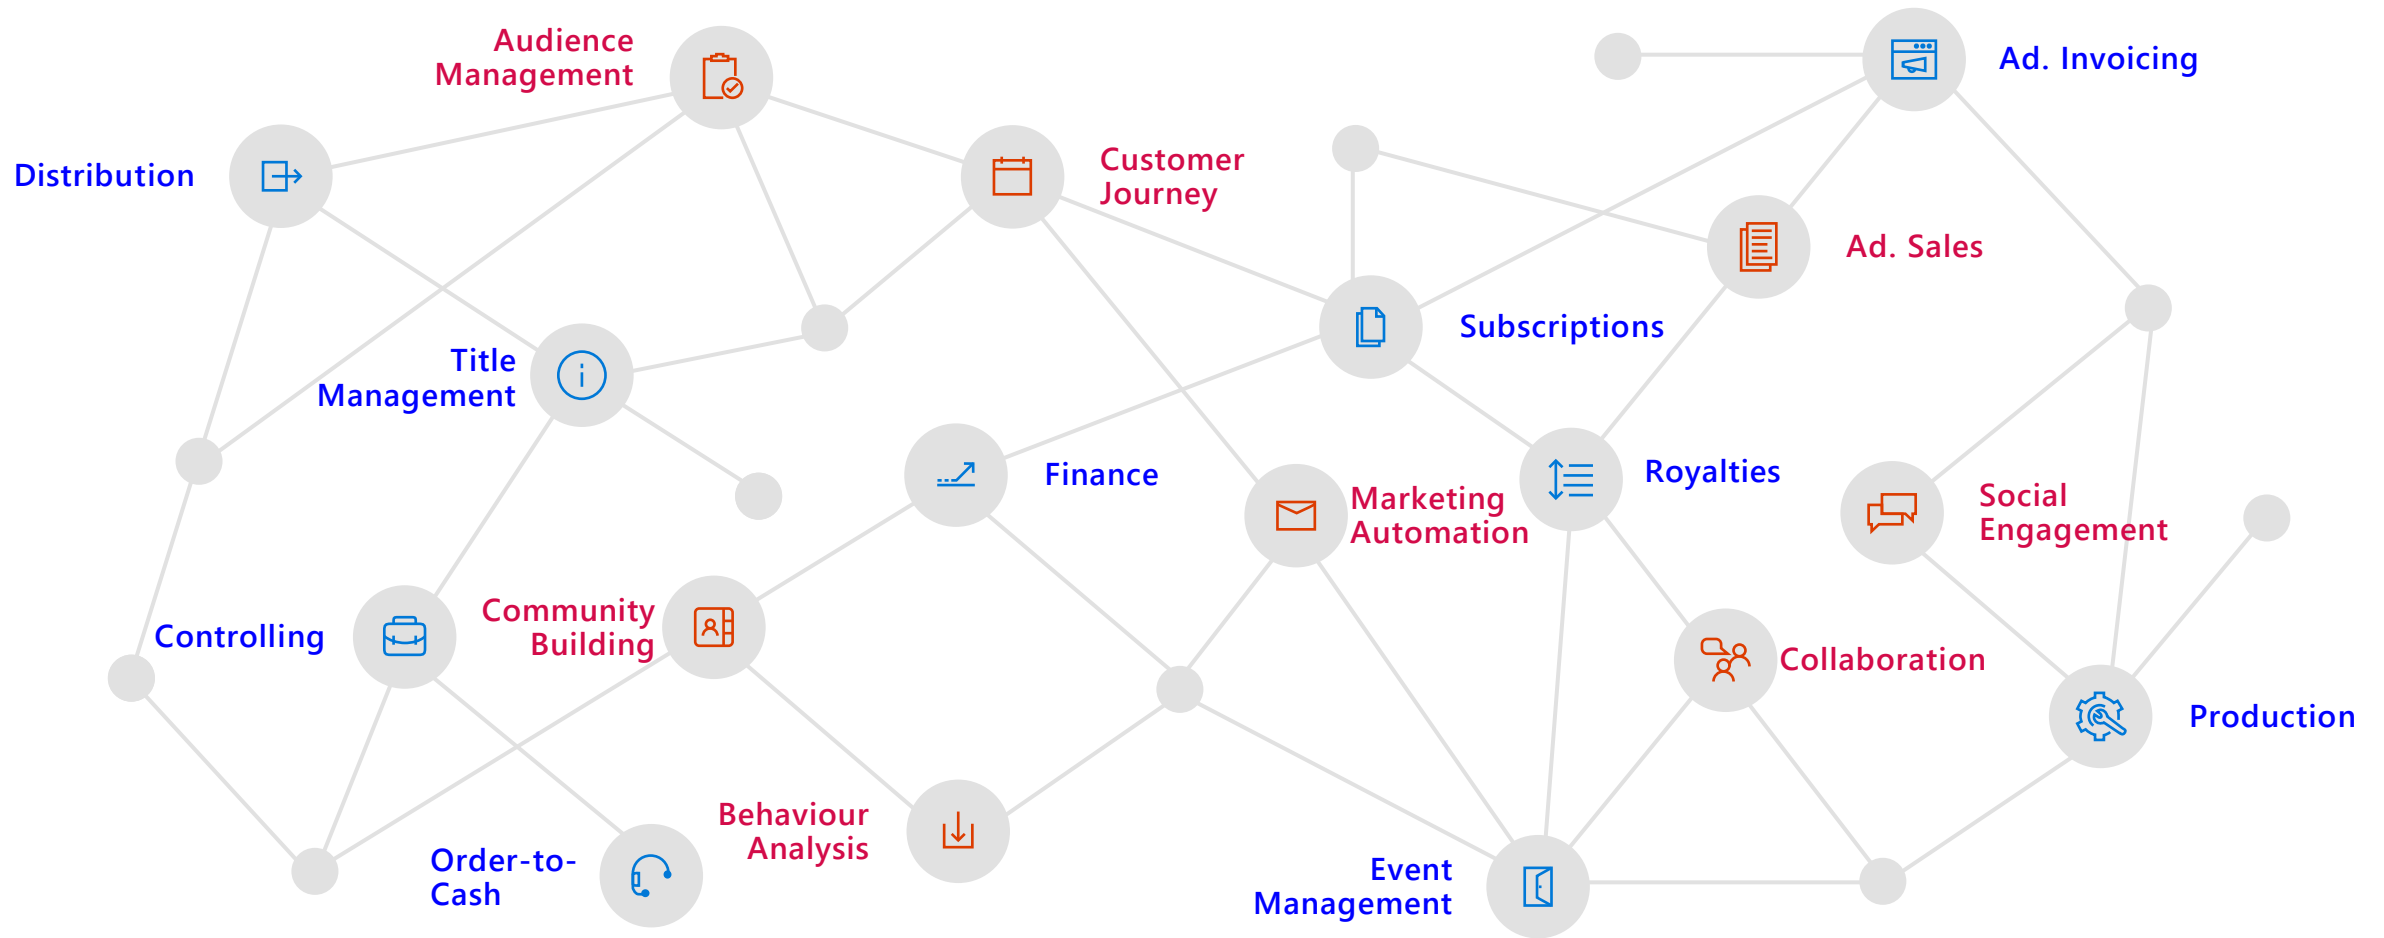 Audience
Management
Ad. Invoicing
Distribution
Customer
Journey
Ad. Sales
Subscriptions
Title
Management
Finance
Marketing
Automation
Royalties
Social
Engagement
Controlling
Community
Building
Collaboration
Production
Behaviour
Analysis
Order-to-
Cash
Event
Management